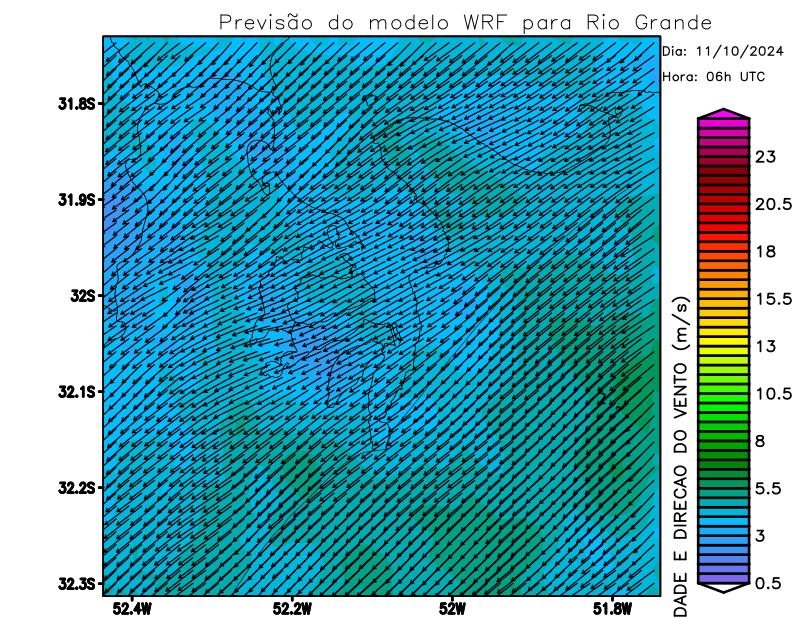 Previsão do modelo WRF para Rio Grande
Dia: 11/10/2024
Hora: 06h UTC
31.8S
31.9S
32S
32.1S
32.2S
32.3S
52.4W
52.2W
52W
51.8W
DADE E DIRECAO DO VENTO (m/s)
23
20.5
18
15.5
13
10.5
8
5.5
3
0.5